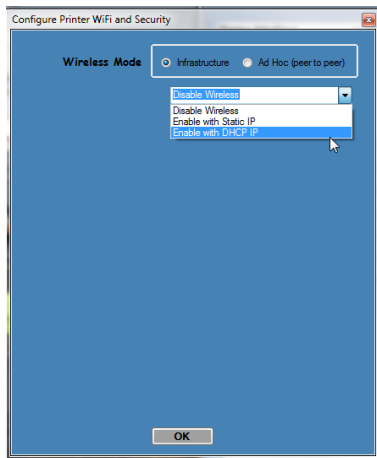 Configure Printer WiFi and Security
Wireless Mode
Infrastructure
Ad Hoc (peer to peer)
Disable Wireless
Disable Wireless
Enable with Static IP
Enable with DHCP IP
OK